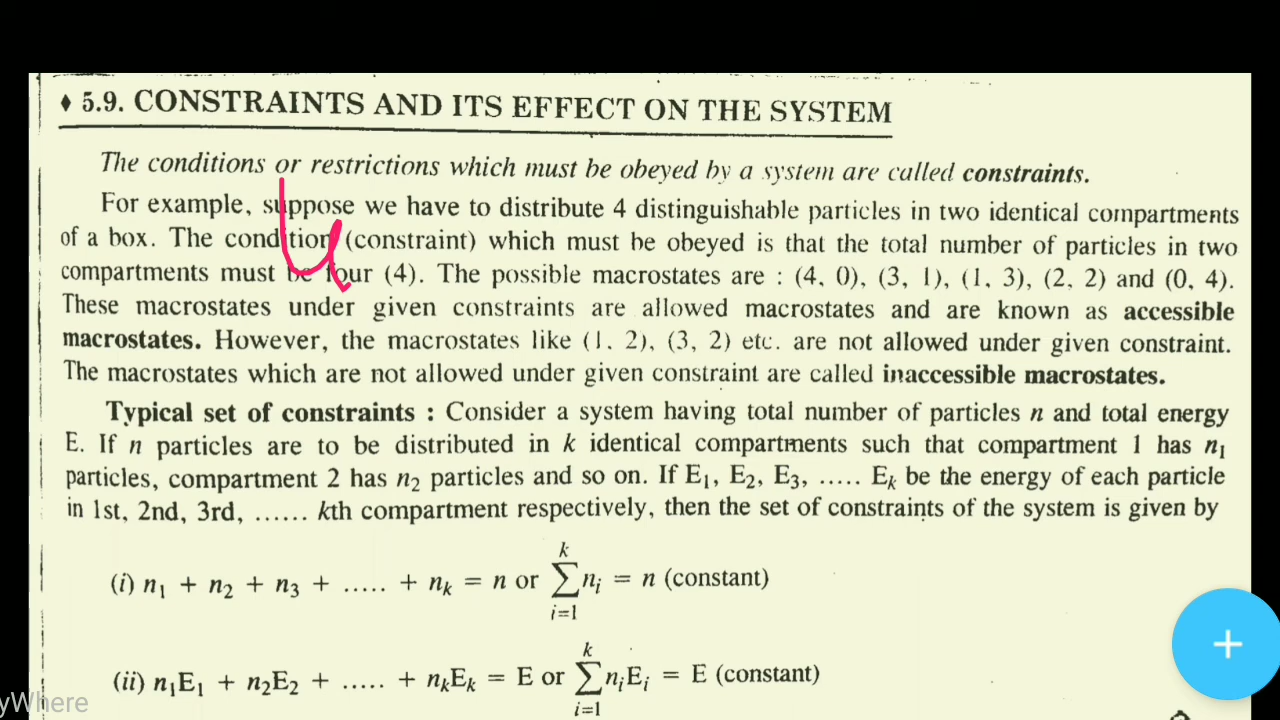 ♦ 5.9. CONSTRAINTS AND ITS EFFECT ON THE SYSTEM
The conditions or restrictions which must be obeyed by a system are called constraints.
For example, suppose we have to distribute 4 distinguishable particles in two identical compartments
of a box. The condition (constraint) which must be obeyed is that the total number of particles in two
compartments must be four (4). The possible macrostates are : (4, 0), (3, 1), (1, 3), (2, 2) and (0, 4).
These macrostates under given constraints are allowed macrostates and are known as accessible
macrostates. However, the macrostates like (1, 2), (3, 2) etc. are not allowed under given constraint.
The macrostates which are not allowed under given constraint are called inaccessible macrostates.
Typical set of constraints : Consider a system having total number of particles n and total energy
E. If n particles are to be distributed in k identical compartments such that compartment 1 has n₁
particles, compartment 2 has n₂ particles and so on. If E₁, E₂, E₃, ..... Eₖ be the energy of each particle
in 1st, 2nd, 3rd, ...... kth compartment respectively, then the set of constraints of the system is given by
(i) n₁ + n₂ + n₃ + ..... + nₖ = n or k∑i=1 nᵢ = n (constant)
(ii) n₁E₁ + n₂E₂ + ..... + nₖEₖ = E or k∑i=1 nᵢEᵢ = E (constant)
yWhere